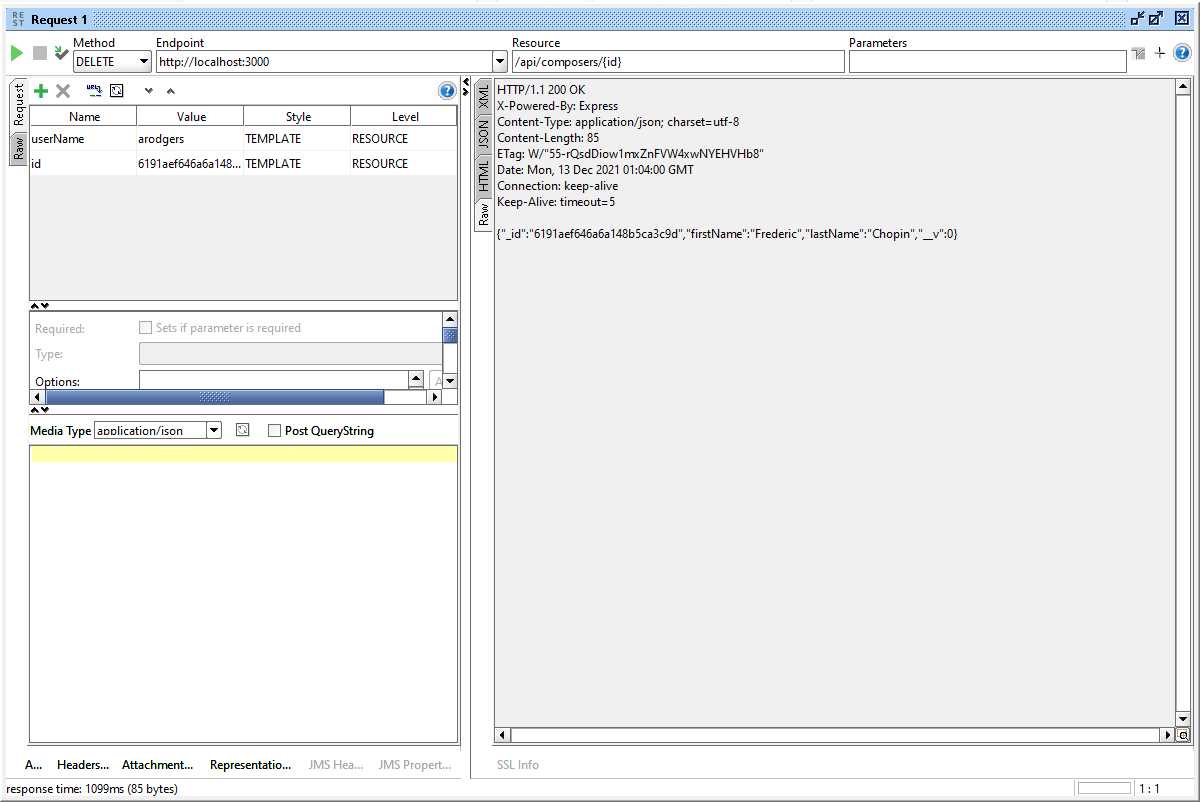 RE ST Request 1
Method Endpoint Resource Parameters
DELETE http://localhost:3000 /api/composers/{id}
Request
Raw
Name Value Style Level
userName arodgers TEMPLATE RESOURCE
id 6191aef646a6a148... TEMPLATE RESOURCE
Required: Sets if parameter is required
Type:
Options: A
Media Type application/json Post QueryString
A... Headers... Attachment... Representatio... JMS Hea... JMS Propert...
XML
JSON
HTML
Raw
HTTP/1.1 200 OK
X-Powered-By: Express
Content-Type: application/json; charset=utf-8
Content-Length: 85
ETag: W/"55-rQsdDiow1mxZnFVW4xwNYEHVHb8"
Date: Mon, 13 Dec 2021 01:04:00 GMT
Connection: keep-alive
Keep-Alive: timeout=5
{"_id":"6191aef646a6a148b5ca3c9d","firstName":"Frederic","lastName":"Chopin","__v":0}
SSL Info
response time: 1099ms (85 bytes) 1 : 1